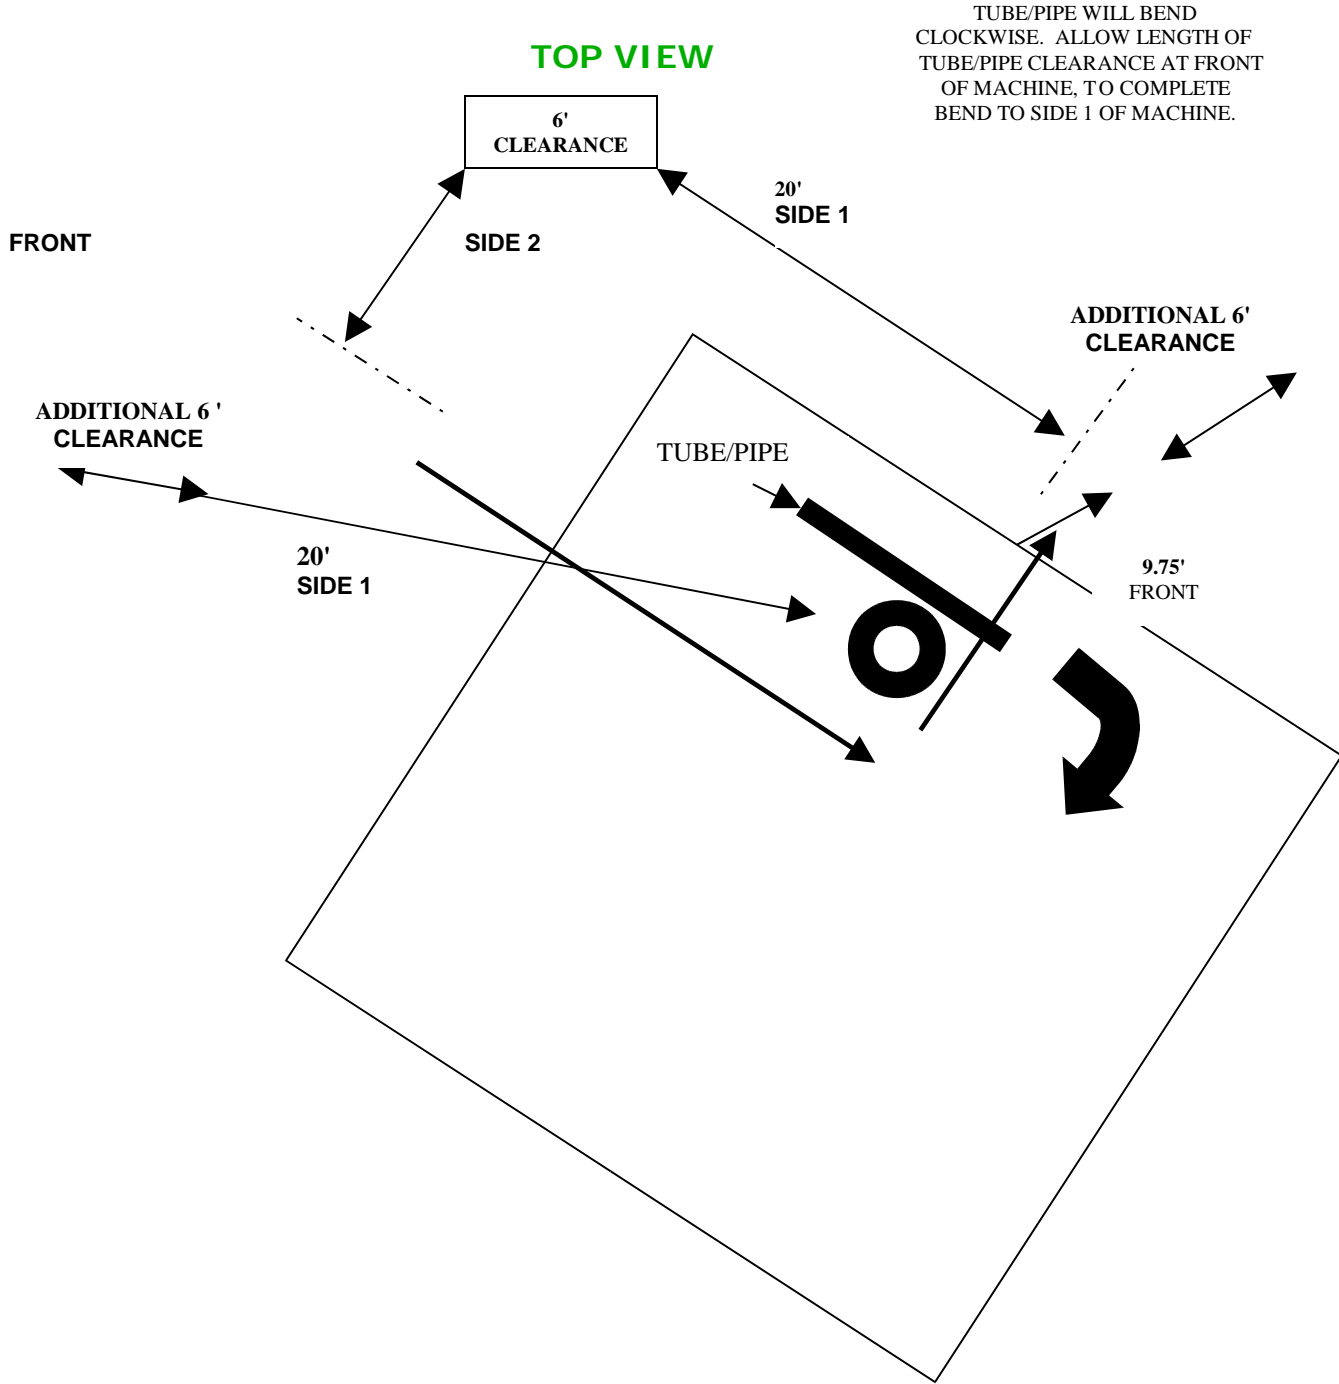 TUBE/PIPE WILL BEND
CLOCKWISE. ALLOW LENGTH OF
TUBE/PIPE CLEARANCE AT FRONT
OF MACHINE, TO COMPLETE
BEND TO SIDE 1 OF MACHINE.
TOP VIEW
6'
CLEARANCE
20'
SIDE 1
FRONT
SIDE 2
ADDITIONAL 6'
CLEARANCE
ADDITIONAL 6 '
CLEARANCE
TUBE/PIPE
20'
SIDE 1
9.75'
FRONT